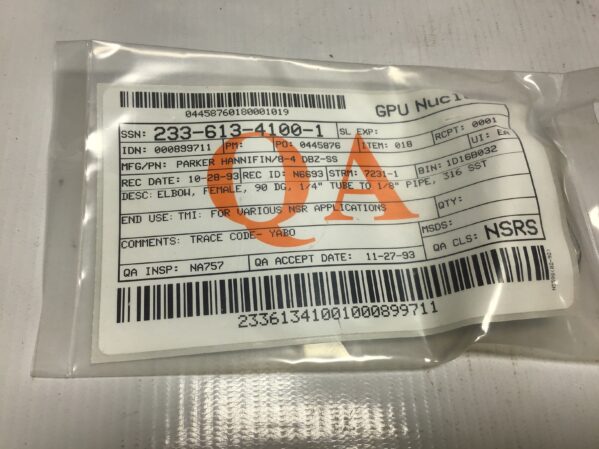 04458760180001019
GPU Nucl
SSN: 233-613-4100-1 SL EXP: RCPT: 0001
IDN: 000899711 PM: PO: 0445876 ITEM: 018 UI: EA
MFG/PN: PARKER HANNIFIN/8-4 DBZ-SS BIN: 1D168032
REC DATE: 10-28-93 REC ID: N6693 STRM: 7231-1
DESC: ELBOW, FEMALE, 90 DG, 1/4" TUBE TO 1/8" PIPE, 316 SST
QTY:
END USE: TMI: FOR VARIOUS NSR APPLICATIONS
MSDS:
COMMENTS: TRACE CODE- YABO
QA CLS: NSRS
QA INSP: NA757 QA ACCEPT DATE: 11-27-93
QA
23361341001000899711